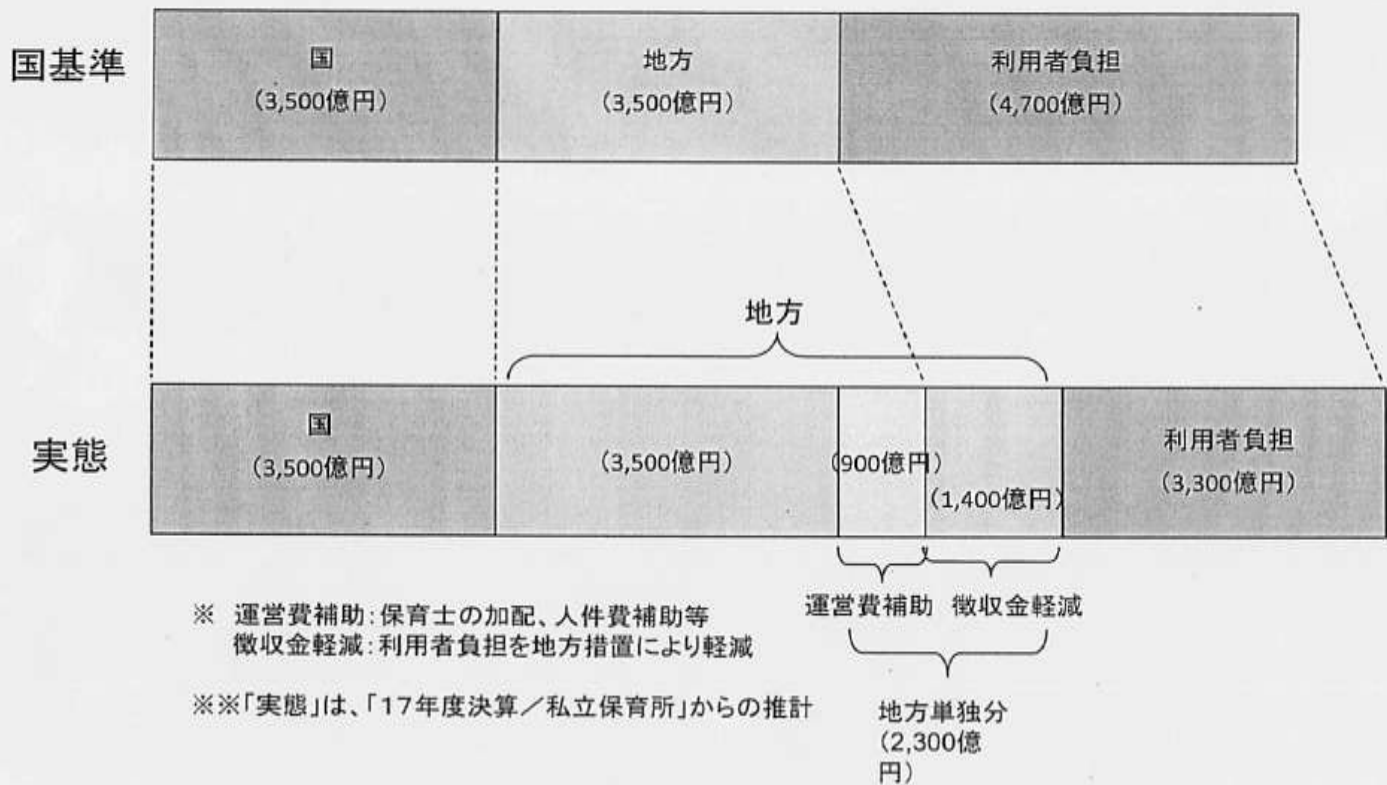 国基準
国
(3,500億円)
地方
(3,500億円)
利用者負担
(4,700億円)
地方
実態
国
(3,500億円)
(3,500億円)
(900億円)
(1,400億円)
利用者負担
(3,300億円)
運営費補助 徴収金軽減
※ 運営費補助:保育士の加配、人件費補助等
徴収金軽減:利用者負担を地方措置により軽減
※※「実態」は、「17年度決算/私立保育所」からの推計
地方単独分
(2,300億
円)